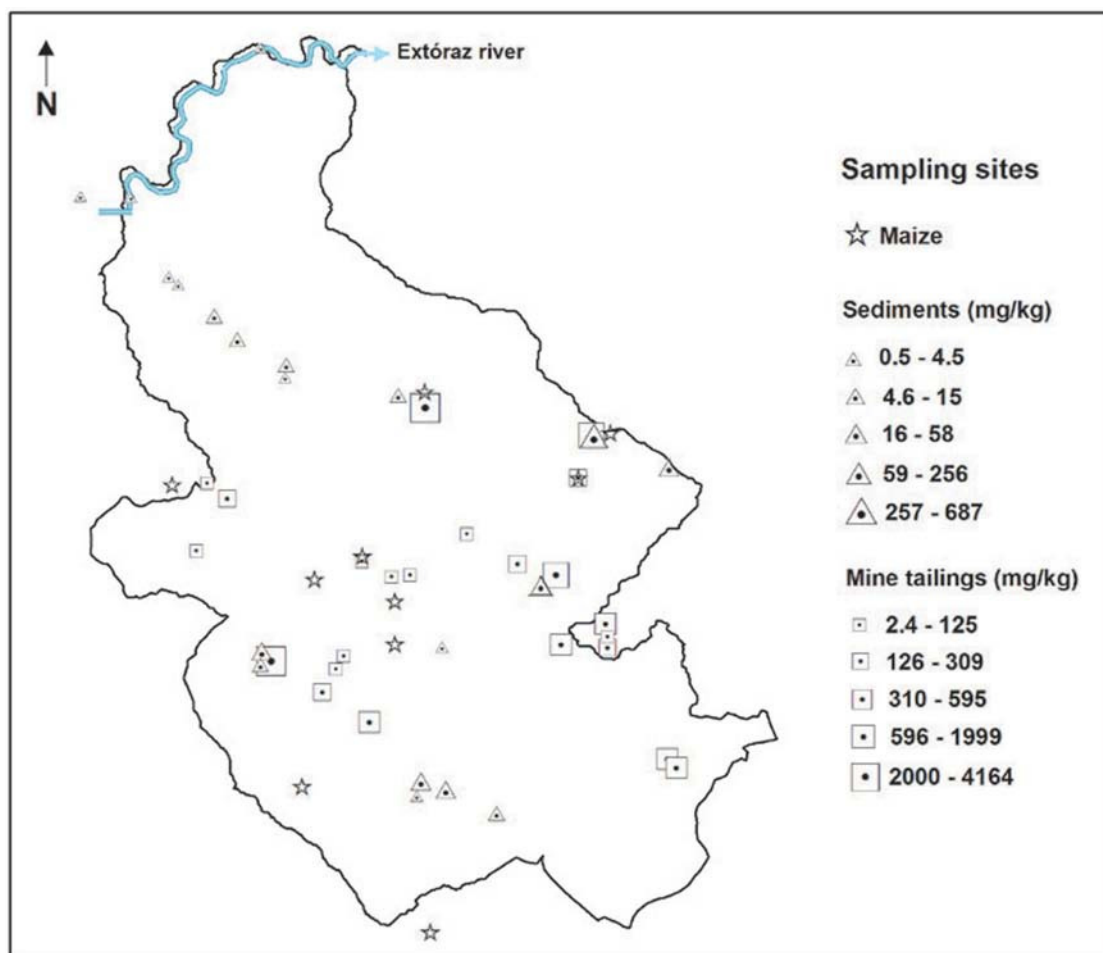 Extóraz river
N
Sampling sites
Maize
Sediments (mg/kg)
0.5 - 4.5
4.6 - 15
16 - 58
59 - 256
257 - 687
Mine tailings (mg/kg)
2.4 - 125
126 - 309
310 - 595
596 - 1999
2000 - 4164